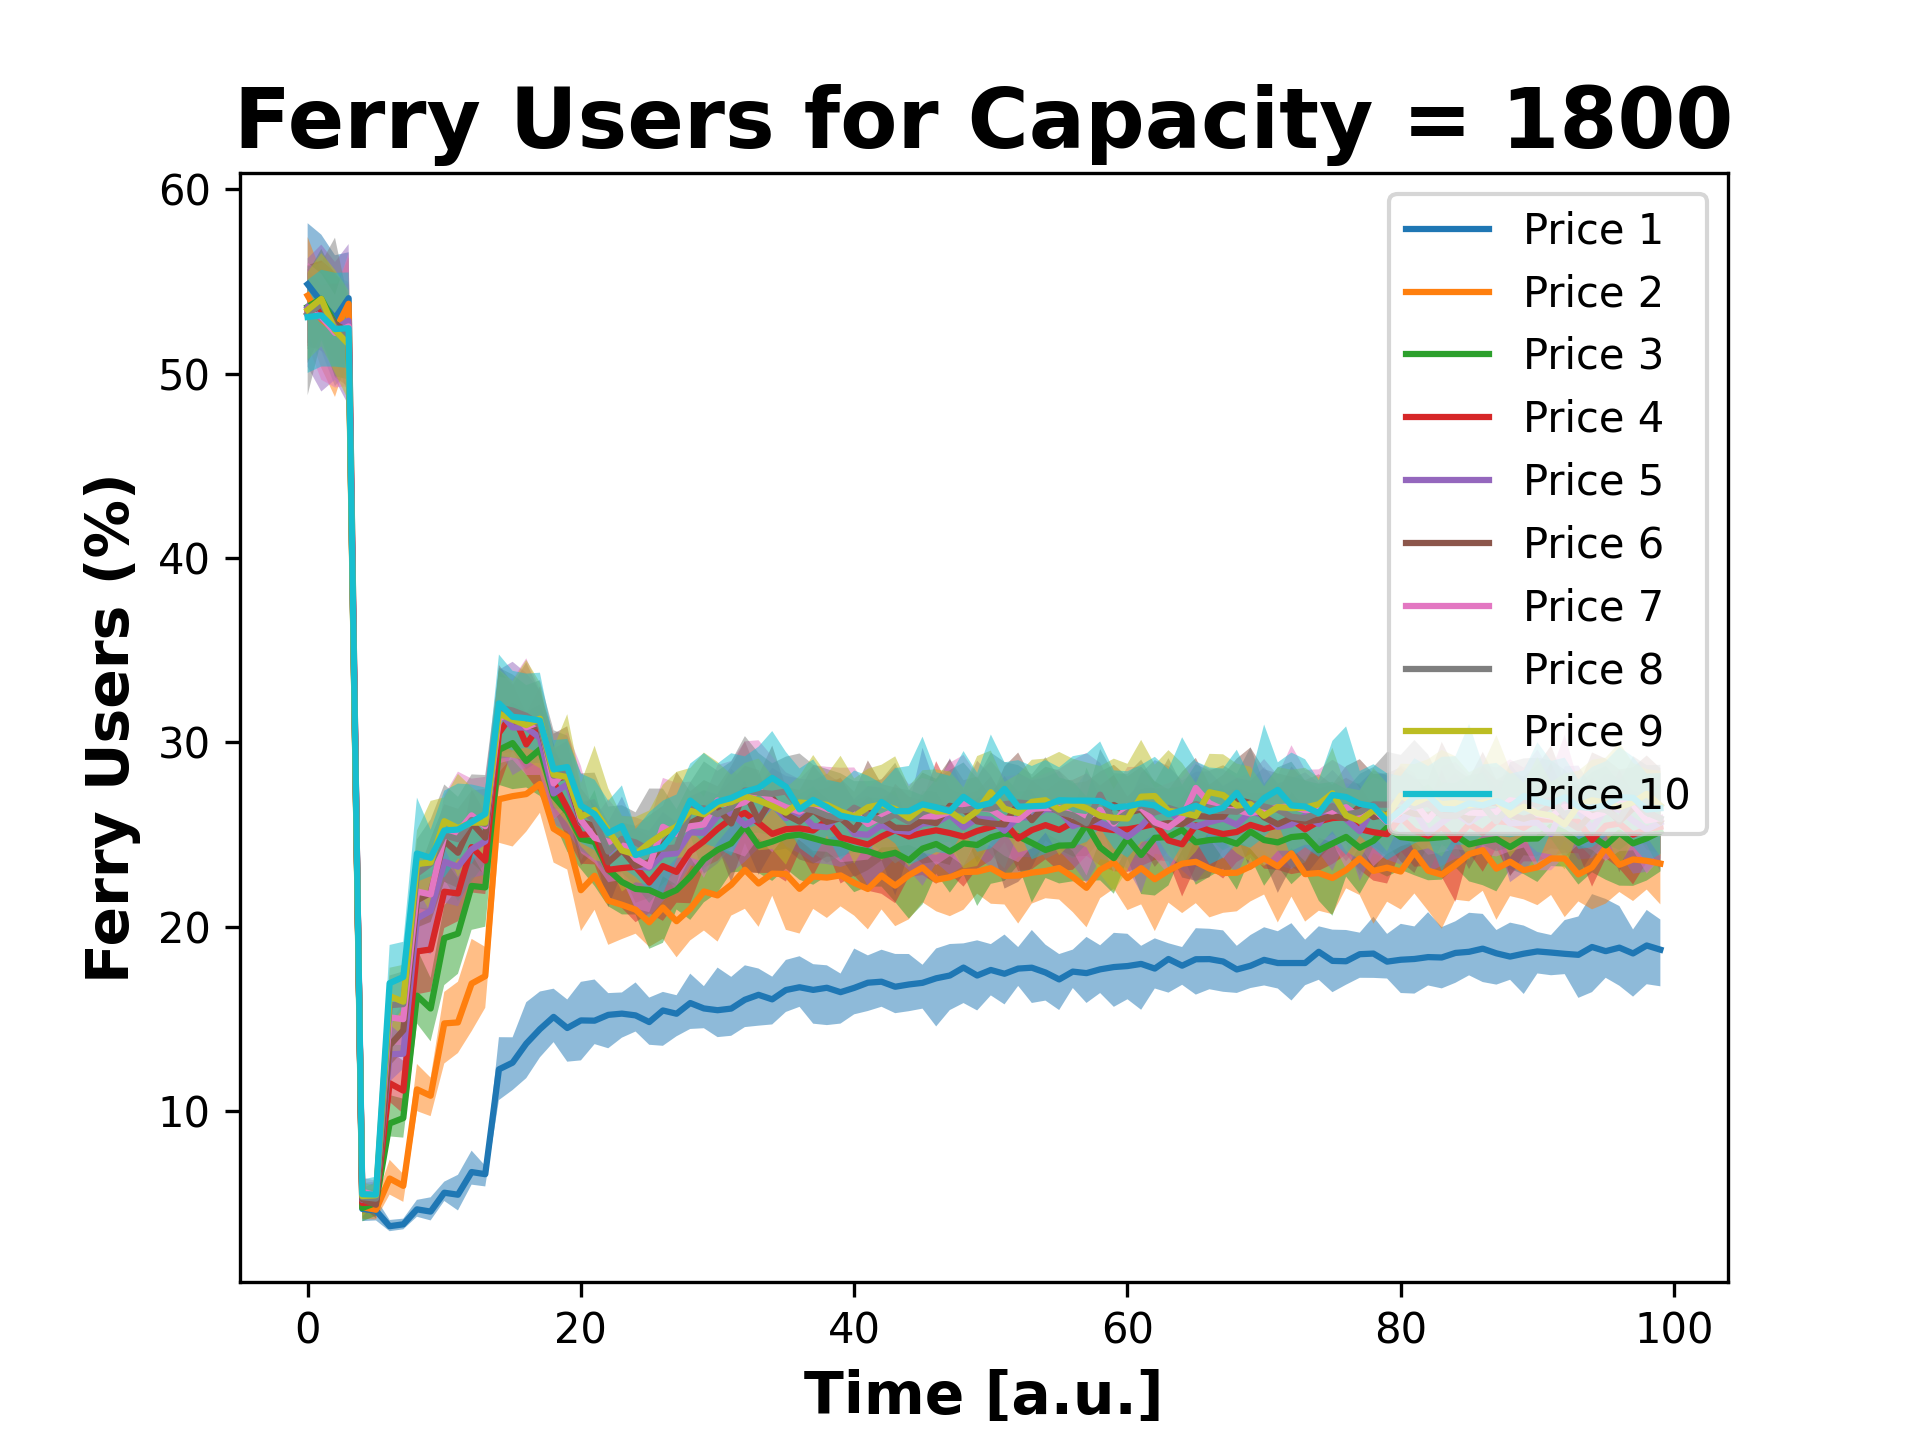 Ferry Users for Capacity = 1800
Ferry Users (%)
60
50
40
30
20
10
Price 1
Price 2
Price 3
Price 4
Price 5
Price 6
Price 7
Price 8
Price 9
Price 10
0 20 40 60 80 100
Time [a.u.]